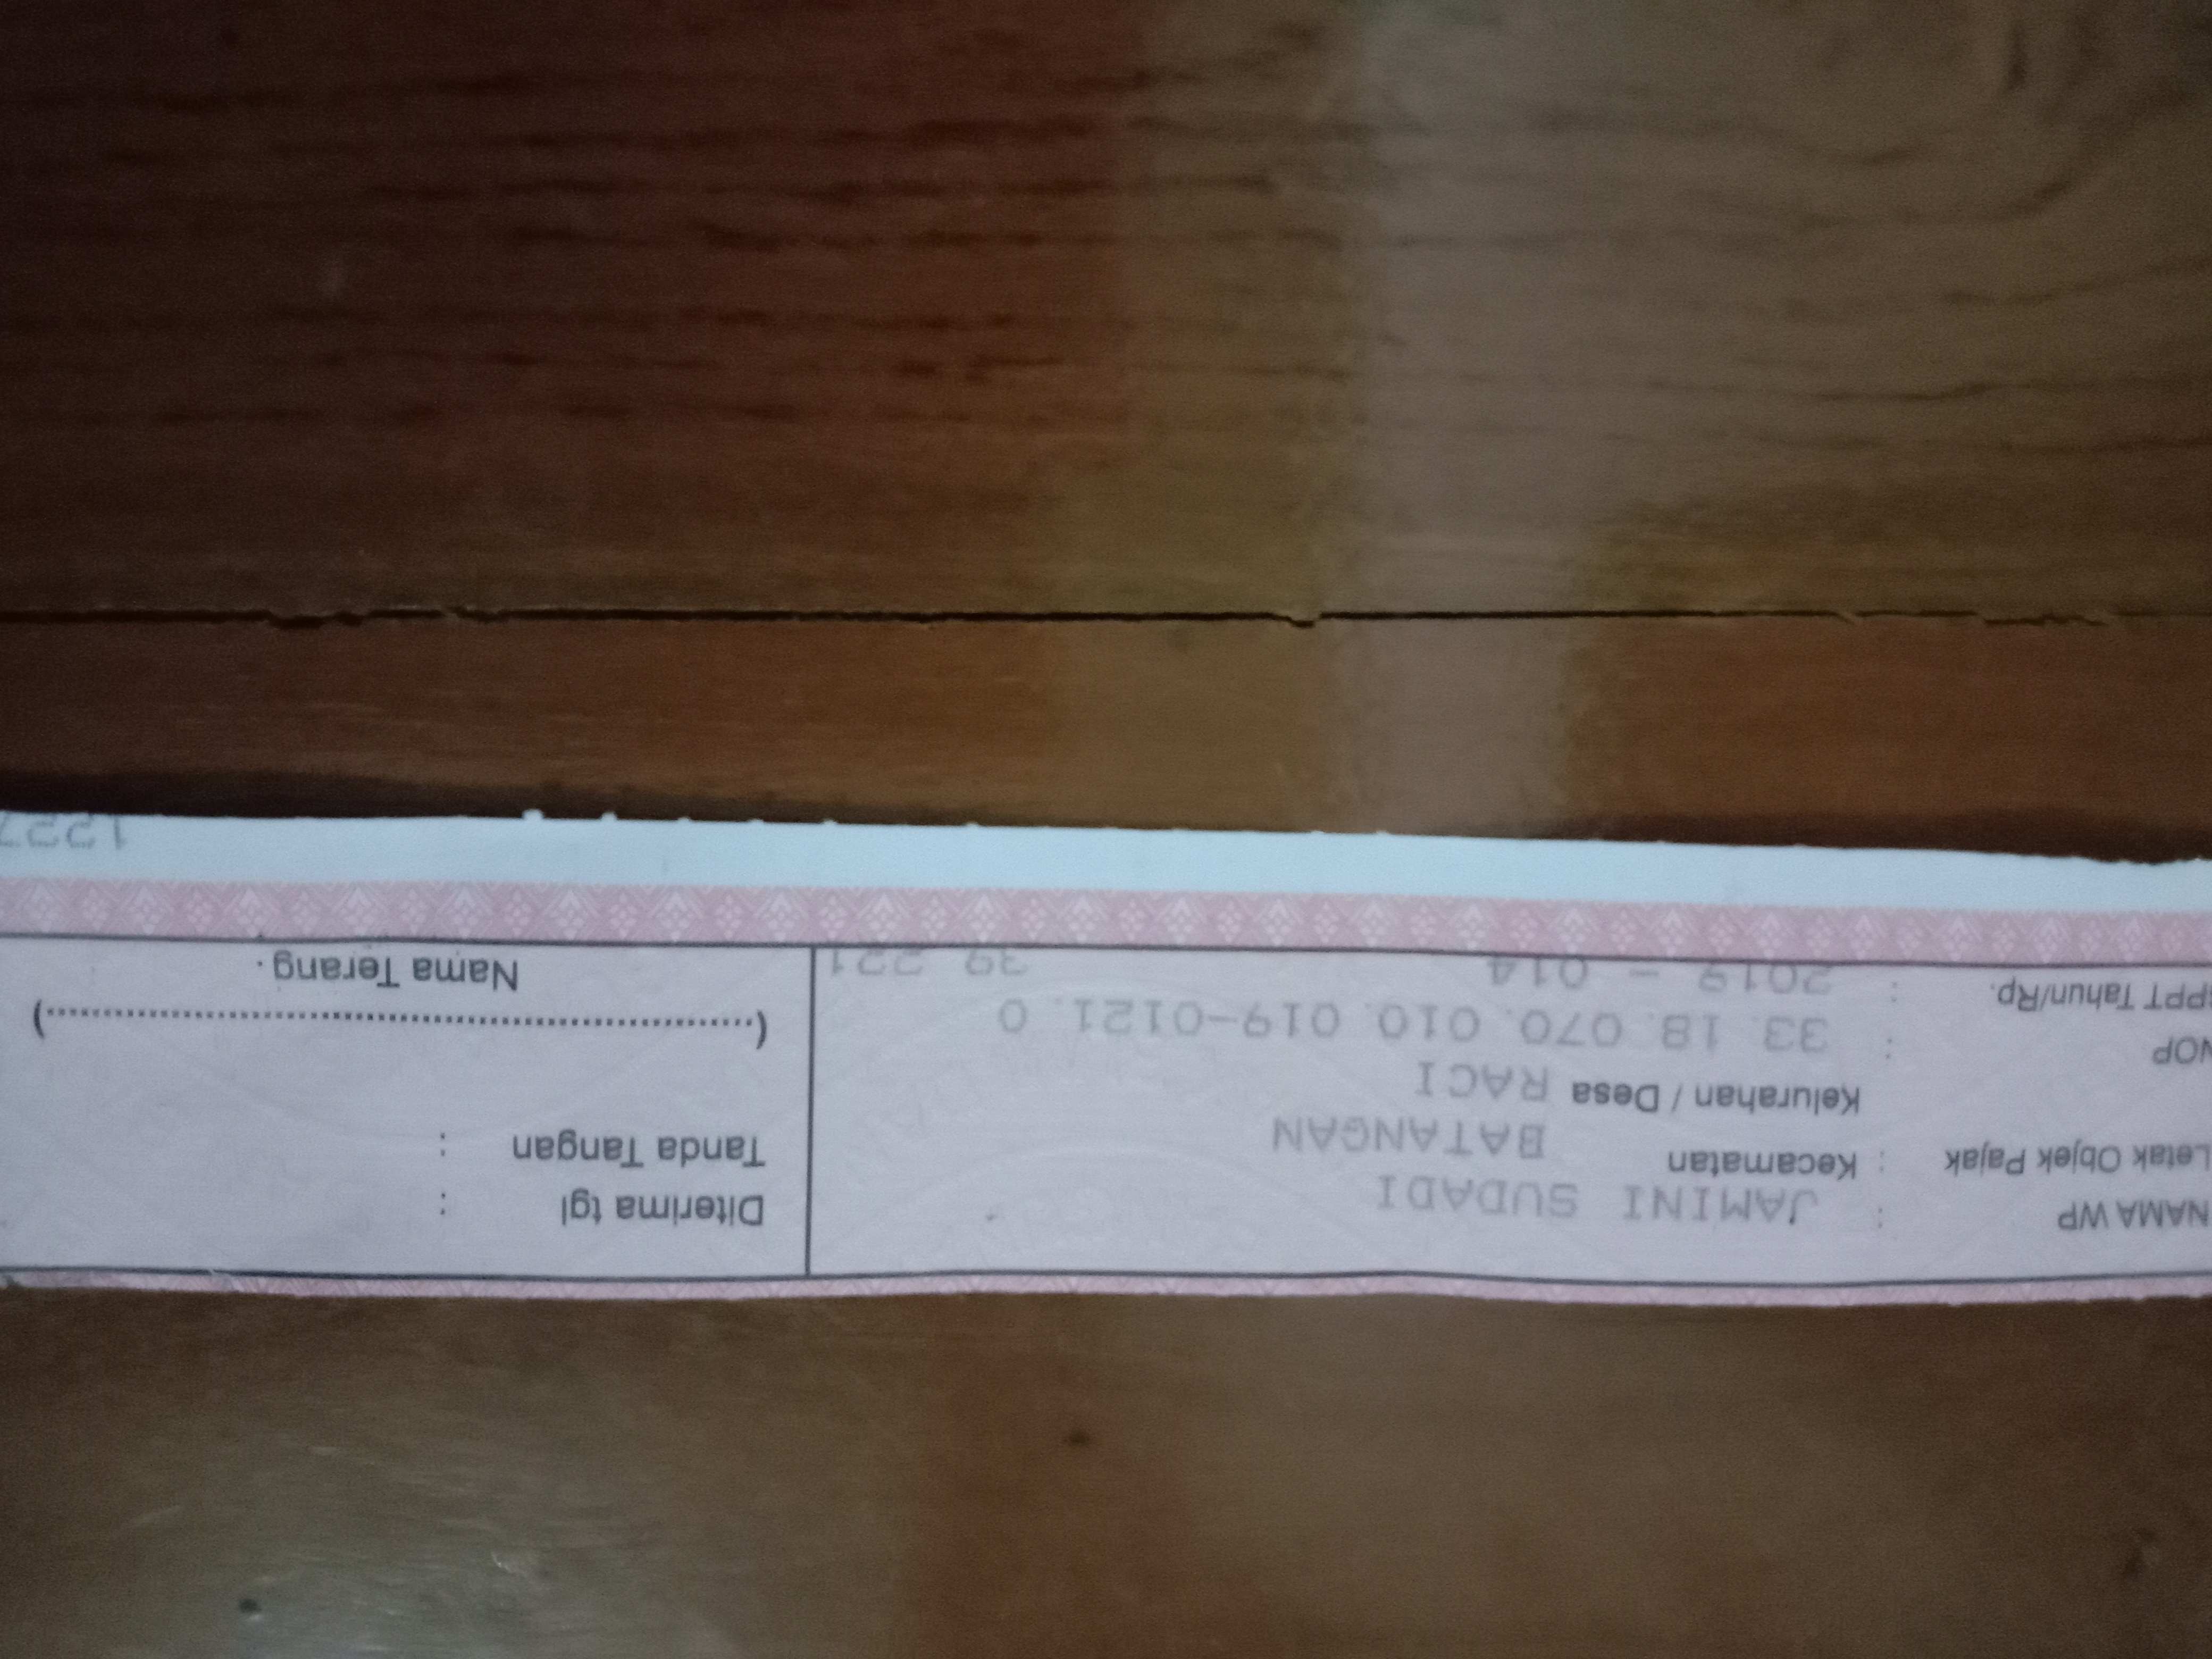 NAMA WP : JAMINI SUDADI
Letak Objek Pajak : Kecamatan BATANGAN
Kelurahan / Desa RACI
NOP : 33.18.070.010.019-0121.0
SPPT Tahun/Rp. : 2019 - 014 39 221
Diterima tgl :
Tanda Tangan :
(..................................................)
Nama Terang.